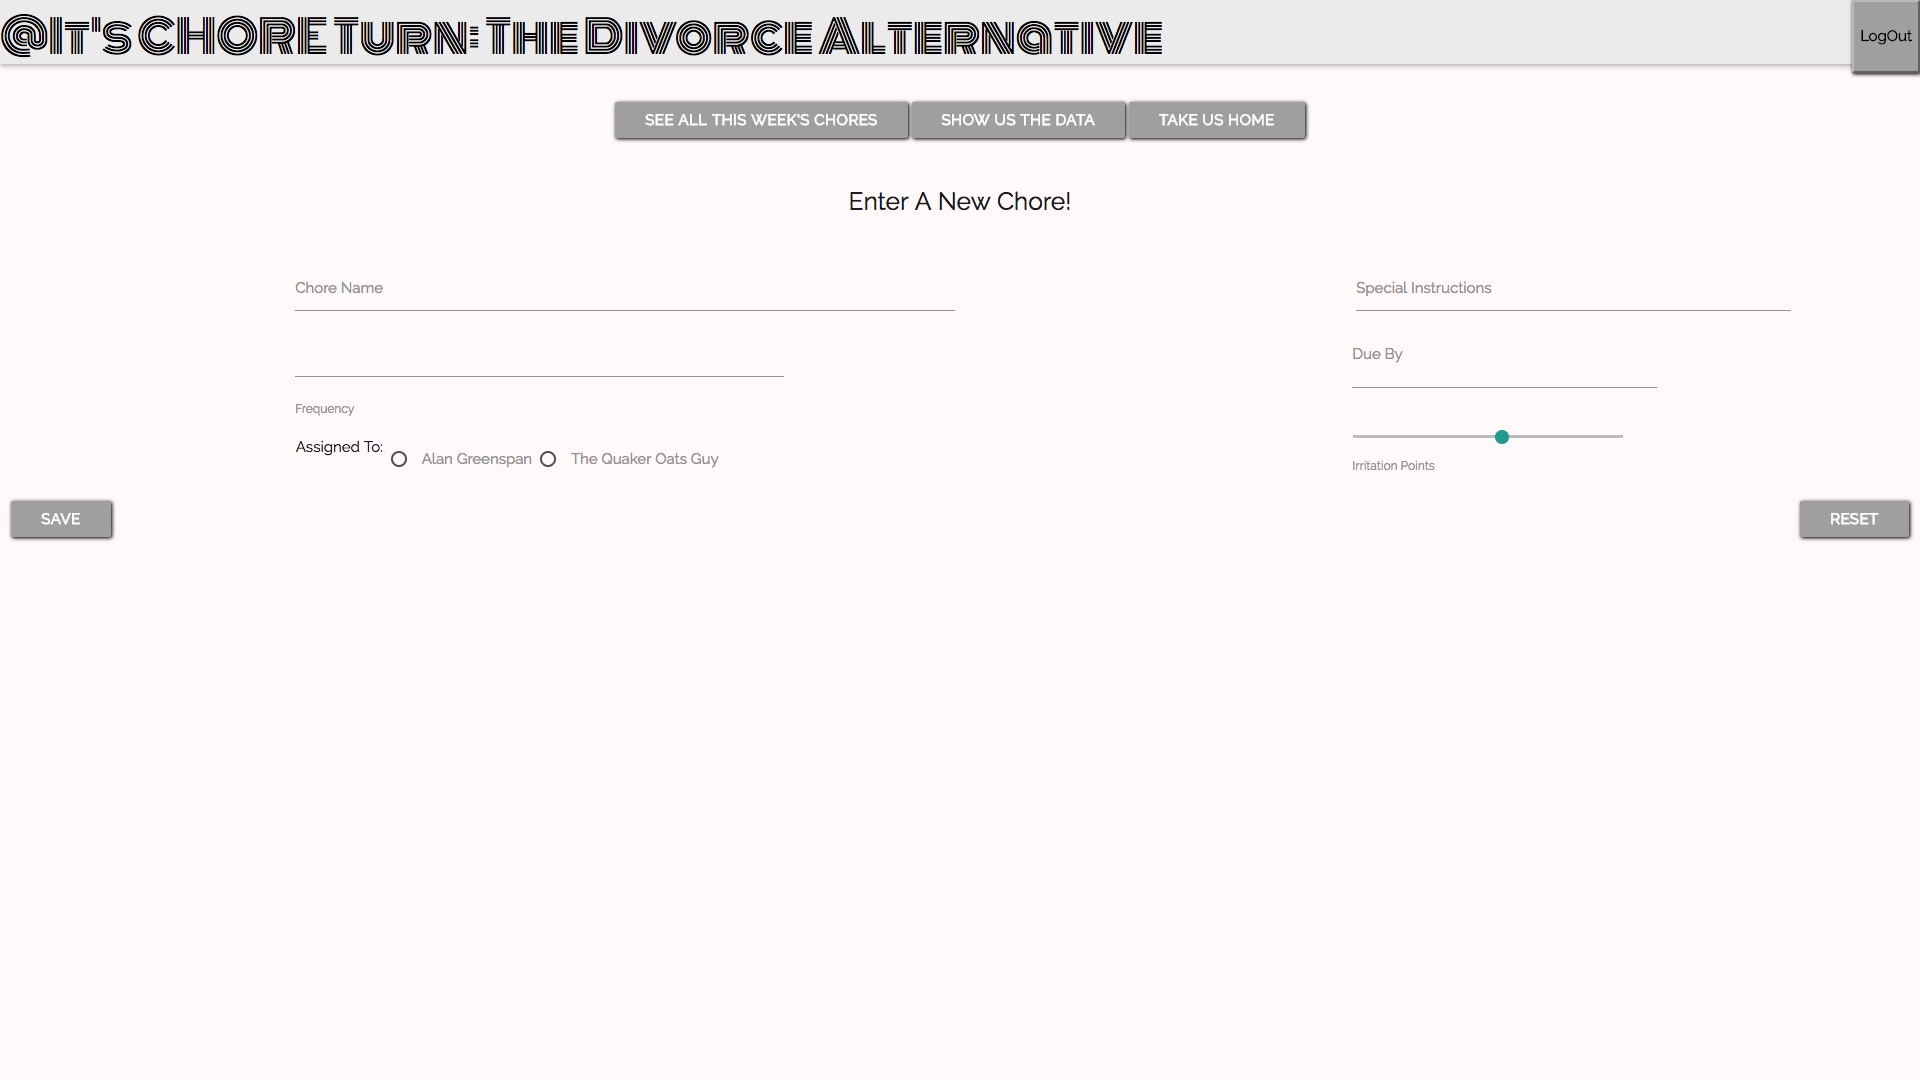 @It's CHORE Turn: The Divorce Alternative
LogOut
SEE ALL THIS WEEK'S CHORES
SHOW US THE DATA
TAKE US HOME
Enter A New Chore!
Chore Name
Special Instructions
Due By
Frequency
Assigned To:
Alan Greenspan
The Quaker Oats Guy
Irritation Points
SAVE
RESET